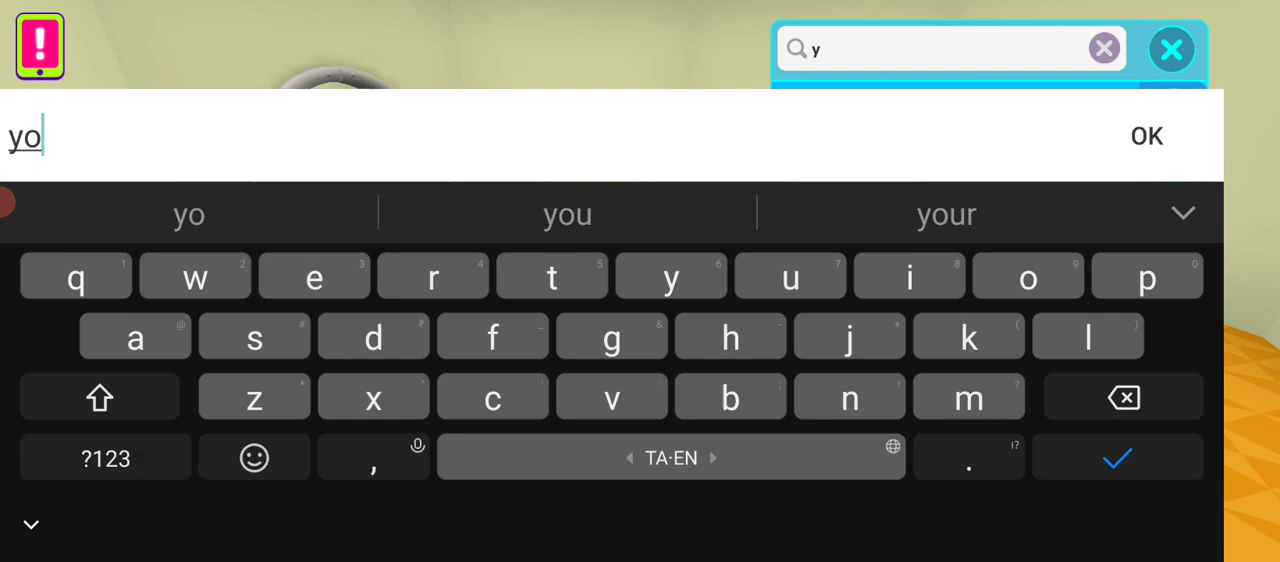 !
y
yo
OK
yo you your
q 1 w 2 e 3 r 4 t 5 y 6 u 7 i 8 o 9 p 0
a @ s # d ₹ f _ g & h - j + k ( l )
z * x " c ' v : b ; n ! m ?
?123 , TA·EN . !?